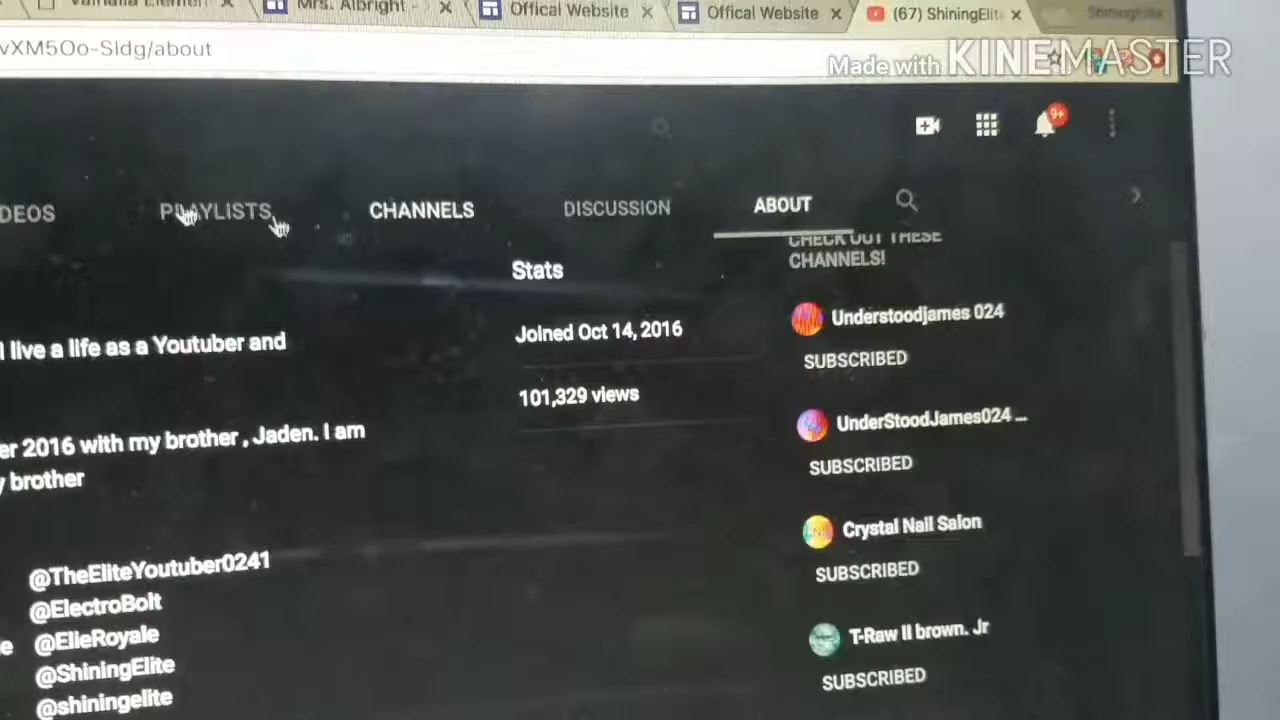 Mrs. Albright -
Offical Website
Offical Website
(67) ShiningElit
vXM5Oo-Sldg/about
Made with KINEMASTER
9+
DEOS
PLAYLISTS
CHANNELS
DISCUSSION
ABOUT
CHECK OUT THESE
CHANNELS!
Stats
Joined Oct 14, 2016
101,329 views
I live a life as a Youtuber and
er 2016 with my brother , Jaden. I am
y brother
@TheEliteYoutuber0241
@ElectroBolt
e @ElleRoyale
@ShiningElite
@shiningelite
Understoodjames 024
SUBSCRIBED
UnderStoodJames024 ...
SUBSCRIBED
Crystal Nail Salon
SUBSCRIBED
T-Raw II brown. Jr
SUBSCRIBED